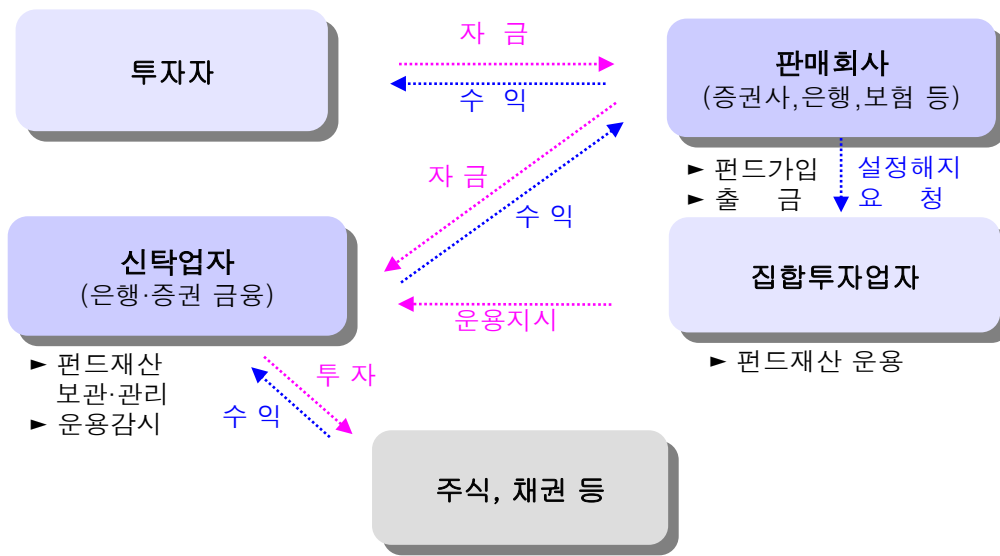 투자자
자 금
수 익
판매회사
(증권사,은행,보험 등)
► 펀드가입
► 출 금
설정해지
요 청
자 금
수 익
신탁업자
(은행·증권 금융)
► 펀드재산
보관·관리
► 운용감시
집합투자업자
► 펀드재산 운용
운용지시
투 자
수 익
주식, 채권 등